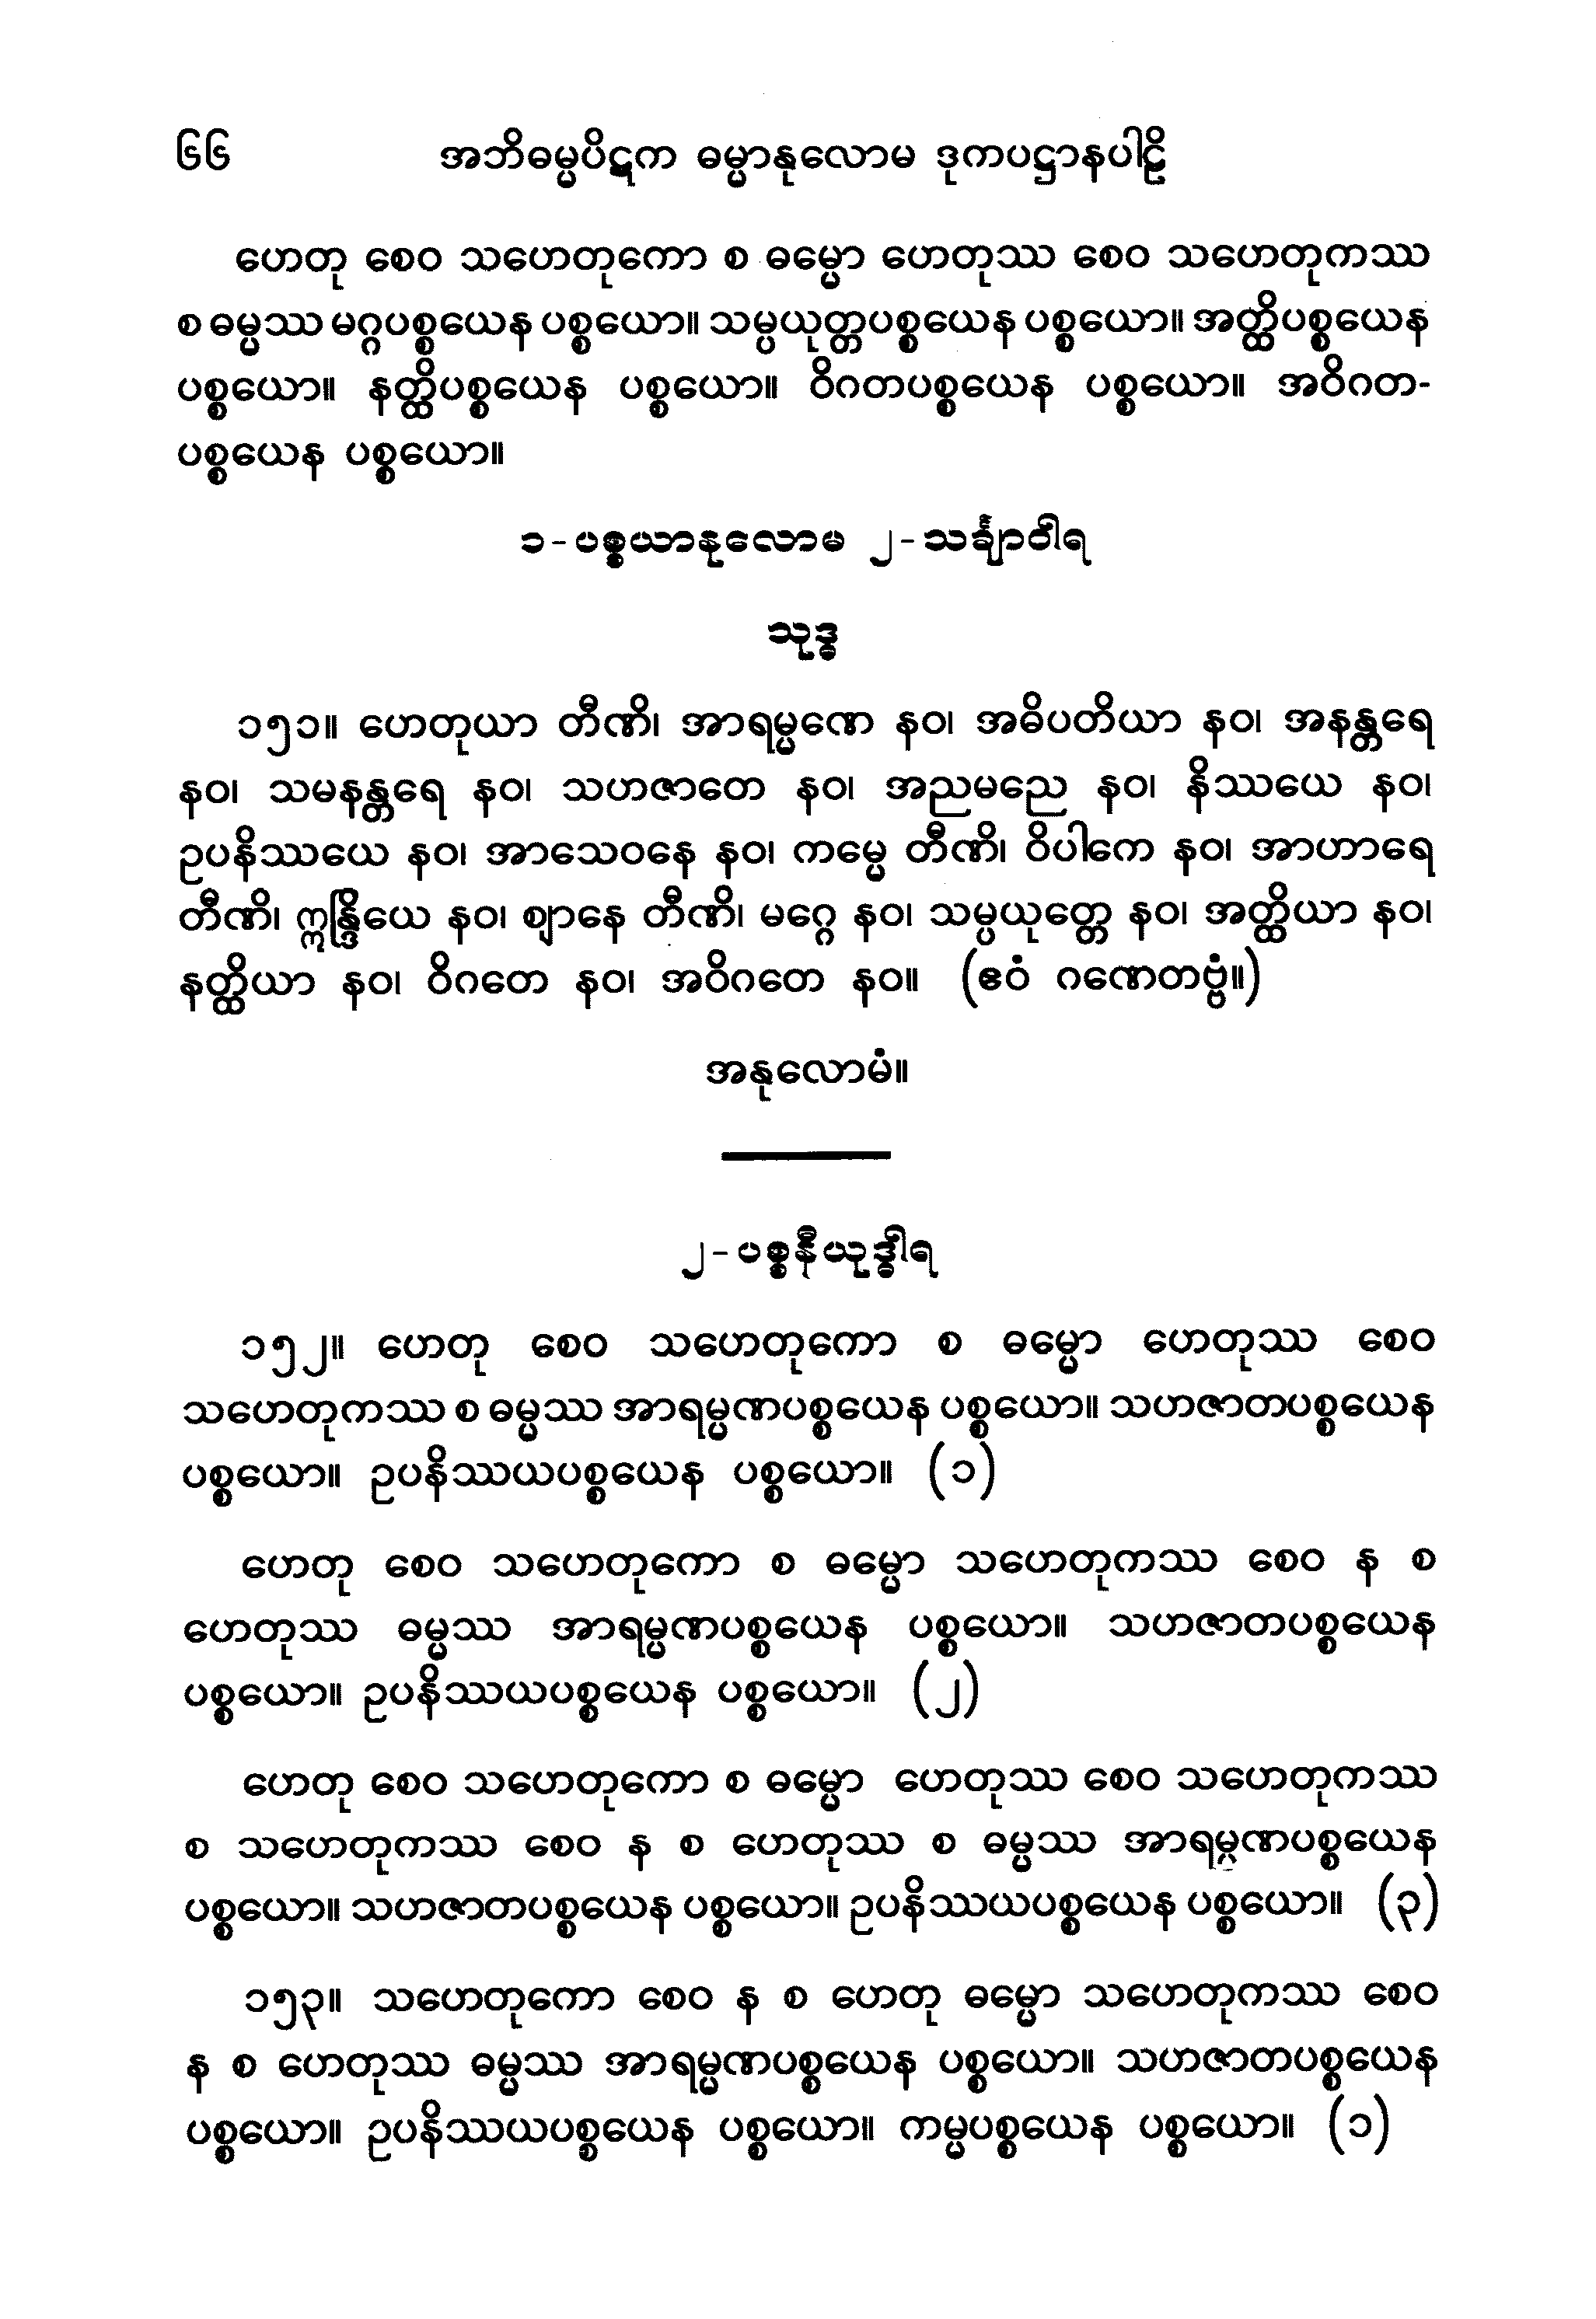 ၆၆ အဘိဓမ္မပိဋက ဓမ္မာနုလောမ ဒုကပဋ္ဌာနပါဠိ
ဟေတု စေဝ သဟေတုကော စ ဓမ္မော ဟေတုဿ စေဝ သဟေတုကဿ
စ ဓမ္မဿ မဂ္ဂပစ္စယေန ပစ္စယော။ သမ္ပယုတ္တပစ္စယေန ပစ္စယော။ အတ္ထိပစ္စယေန
ပစ္စယော။ နတ္ထိပစ္စယေန ပစ္စယော။ ဝိဂတပစ္စယေန ပစ္စယော။ အဝိဂတ-
ပစ္စယေန ပစ္စယော။
၁-ပစ္စယာနုလောမ ၂-သင်္ချာဝါရ
သုဒ္ဓ
၁၅၁။ ဟေတုယာ တီဏိ၊ အာရမ္မဏေ နဝ၊ အဓိပတိယာ နဝ၊ အနန္တရေ
နဝ၊ သမနန္တရေ နဝ၊ သဟဇာတေ နဝ၊ အညမညေ နဝ၊ နိဿယေ နဝ၊
ဥပနိဿယေ နဝ၊ အာသေဝနေ နဝ၊ ကမ္မေ တီဏိ၊ ဝိပါကေ နဝ၊ အာဟာရေ
တီဏိ၊ ဣန္ဒြိယေ နဝ၊ ဈာနေ တီဏိ၊ မဂ္ဂေ နဝ၊ သမ္ပယုတ္တေ နဝ၊ အတ္ထိယာ နဝ၊
နတ္ထိယာ နဝ၊ ဝိဂတေ နဝ၊ အဝိဂတေ နဝ။ (ဧဝံ ဂဏေတဗ္ဗံ။)
အနုလောမံ။
၂-ပစ္စနီယုဒ္ဓါရ
၁၅၂။ ဟေတု စေဝ သဟေတုကော စ ဓမ္မော ဟေတုဿ စေဝ
သဟေတုကဿ စ ဓမ္မဿ အာရမ္မဏပစ္စယေန ပစ္စယော။ သဟဇာတပစ္စယေန
ပစ္စယော။ ဥပနိဿယပစ္စယေန ပစ္စယော။ (၁)
ဟေတု စေဝ သဟေတုကော စ ဓမ္မော သဟေတုကဿ စေဝ န စ
ဟေတုဿ ဓမ္မဿ အာရမ္မဏပစ္စယေန ပစ္စယော။ သဟဇာတပစ္စယေန
ပစ္စယော။ ဥပနိဿယပစ္စယေန ပစ္စယော။ (၂)
ဟေတု စေဝ သဟေတုကော စ ဓမ္မော ဟေတုဿ စေဝ သဟေတုကဿ
စ သဟေတုကဿ စေဝ န စ ဟေတုဿ စ ဓမ္မဿ အာရမ္မဏပစ္စယေန
ပစ္စယော။ သဟဇာတပစ္စယေန ပစ္စယော။ ဥပနိဿယပစ္စယေန ပစ္စယော။ (၃)
၁၅၃။ သဟေတုကော စေဝ န စ ဟေတု ဓမ္မော သဟေတုကဿ စေဝ
န စ ဟေတုဿ ဓမ္မဿ အာရမ္မဏပစ္စယေန ပစ္စယော။ သဟဇာတပစ္စယေန
ပစ္စယော။ ဥပနိဿယပစ္စယေန ပစ္စယော။ ကမ္မပစ္စယေန ပစ္စယော။ (၁)